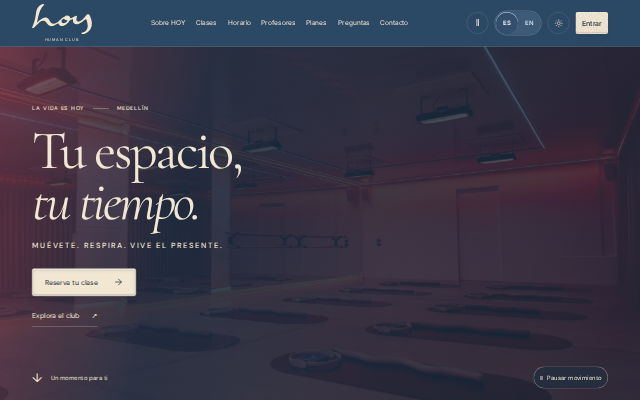 hoy
HUMAN CLUB
Sobre HOY Clases Horario Profesores Planes Preguntas Contacto
ES EN
Entrar
LA VIDA ES HOY MEDELLÍN
Tu espacio,
tu tiempo.
MUÉVETE. RESPIRA. VIVE EL PRESENTE.
Reserva tu clase →
Explora el club ↗
↓ Un momento para ti
Pausar movimiento